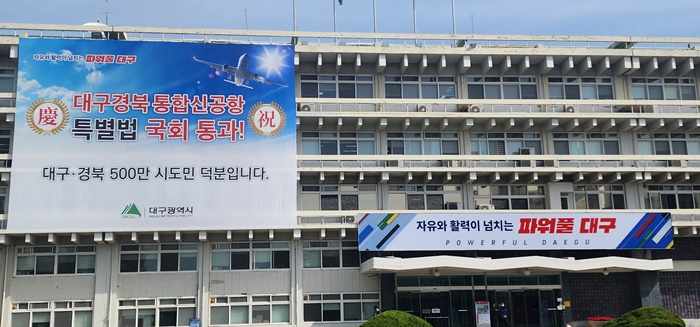 자유와 활력이 넘치는 파워풀 대구
慶 대구경북 통합신공항 祝
특별법 국회 통과!
대구·경북 500만 시도민 덕분입니다.
대구광역시
자유와 활력이 넘치는 파워풀 대구
POWERFUL DAEGU